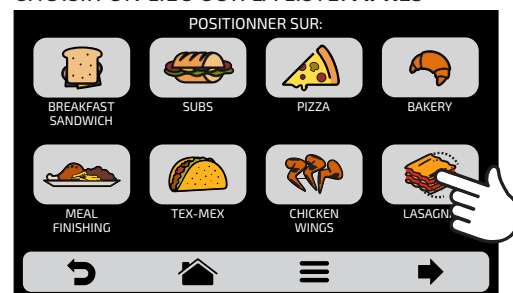 POSITIONNER SUR:
BREAKFAST
SANDWICH
SUBS
PIZZA
BAKERY
MEAL
FINISHING
TEX-MEX
CHICKEN
WINGS